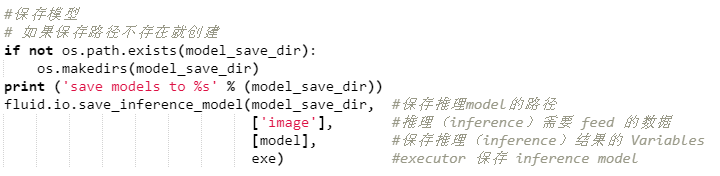 #保存模型
# 如果保存路径不存在就创建
if not os.path.exists(model_save_dir):
    os.makedirs(model_save_dir)
print ('save models to %s' % (model_save_dir))
fluid.io.save_inference_model(model_save_dir,  #保存推理model的路径
                              ['image'],       #推理（inference）需要 feed 的数据
                              [model],         #保存推理（inference）结果的 Variables
                              exe)             #executor 保存 inference model